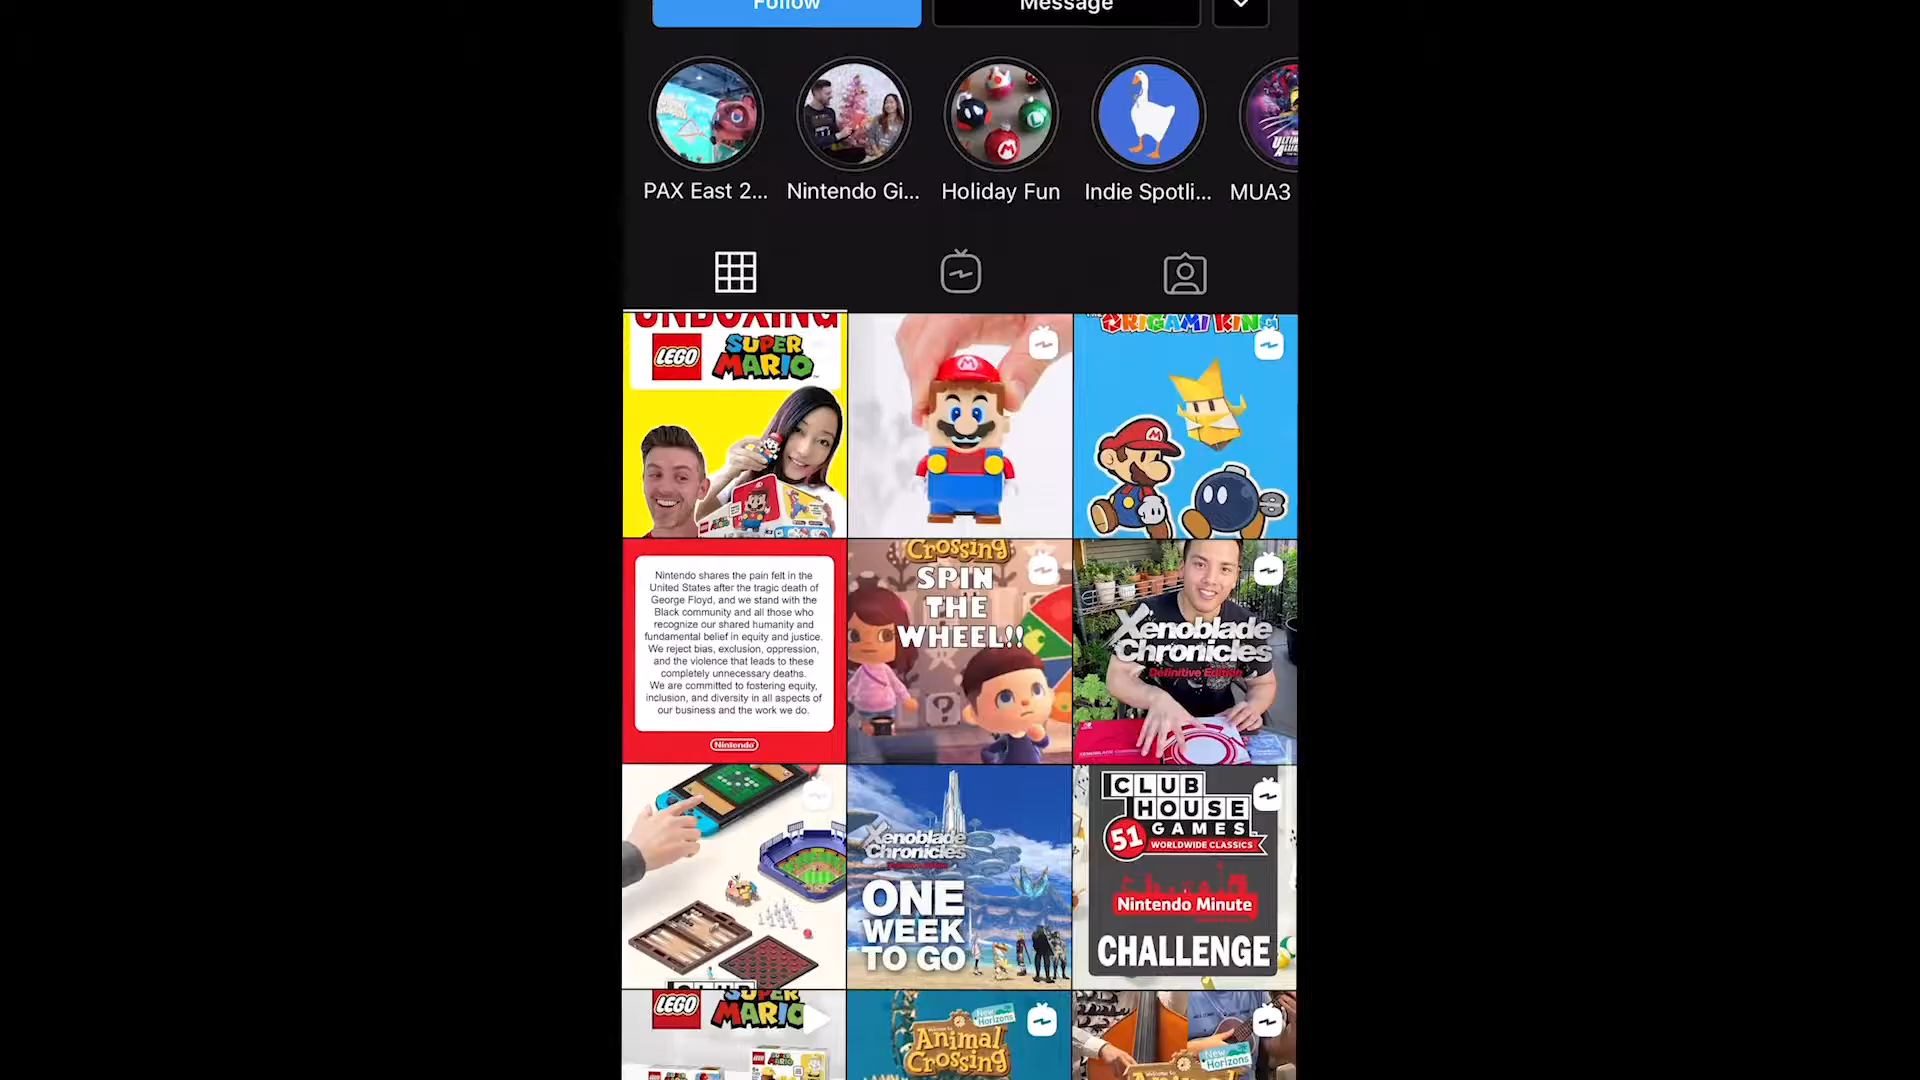 Follow
Message
PAX East 2...
Nintendo Gi...
Holiday Fun
Indie Spotli...
MUA3
UNBOXING
LEGO
SUPER
MARIO
ORIGAMI KING
Nintendo shares the pain felt in the
United States after the tragic death of
George Floyd, and we stand with the
Black community and all those who
recognize our shared humanity and
fundamental belief in equity and justice.
We reject bias, exclusion, oppression,
and the violence that leads to these
completely unnecessary deaths.
We are committed to fostering equity,
inclusion, and diversity in all aspects of
our business and the work we do.
Nintendo
Crossing
SPIN
THE
WHEEL!!
Xenoblade
Chronicles
Definitive Edition
Xenoblade
Chronicles
ONE
WEEK
TO GO
CLUB
HOUSE
GAMES
51
WORLDWIDE CLASSICS
Nintendo Minute
CHALLENGE
LEGO
SUPER
MARIO
New
Horizons
Welcome to
Animal
Crossing
New
Horizons
Welcome to
Animal